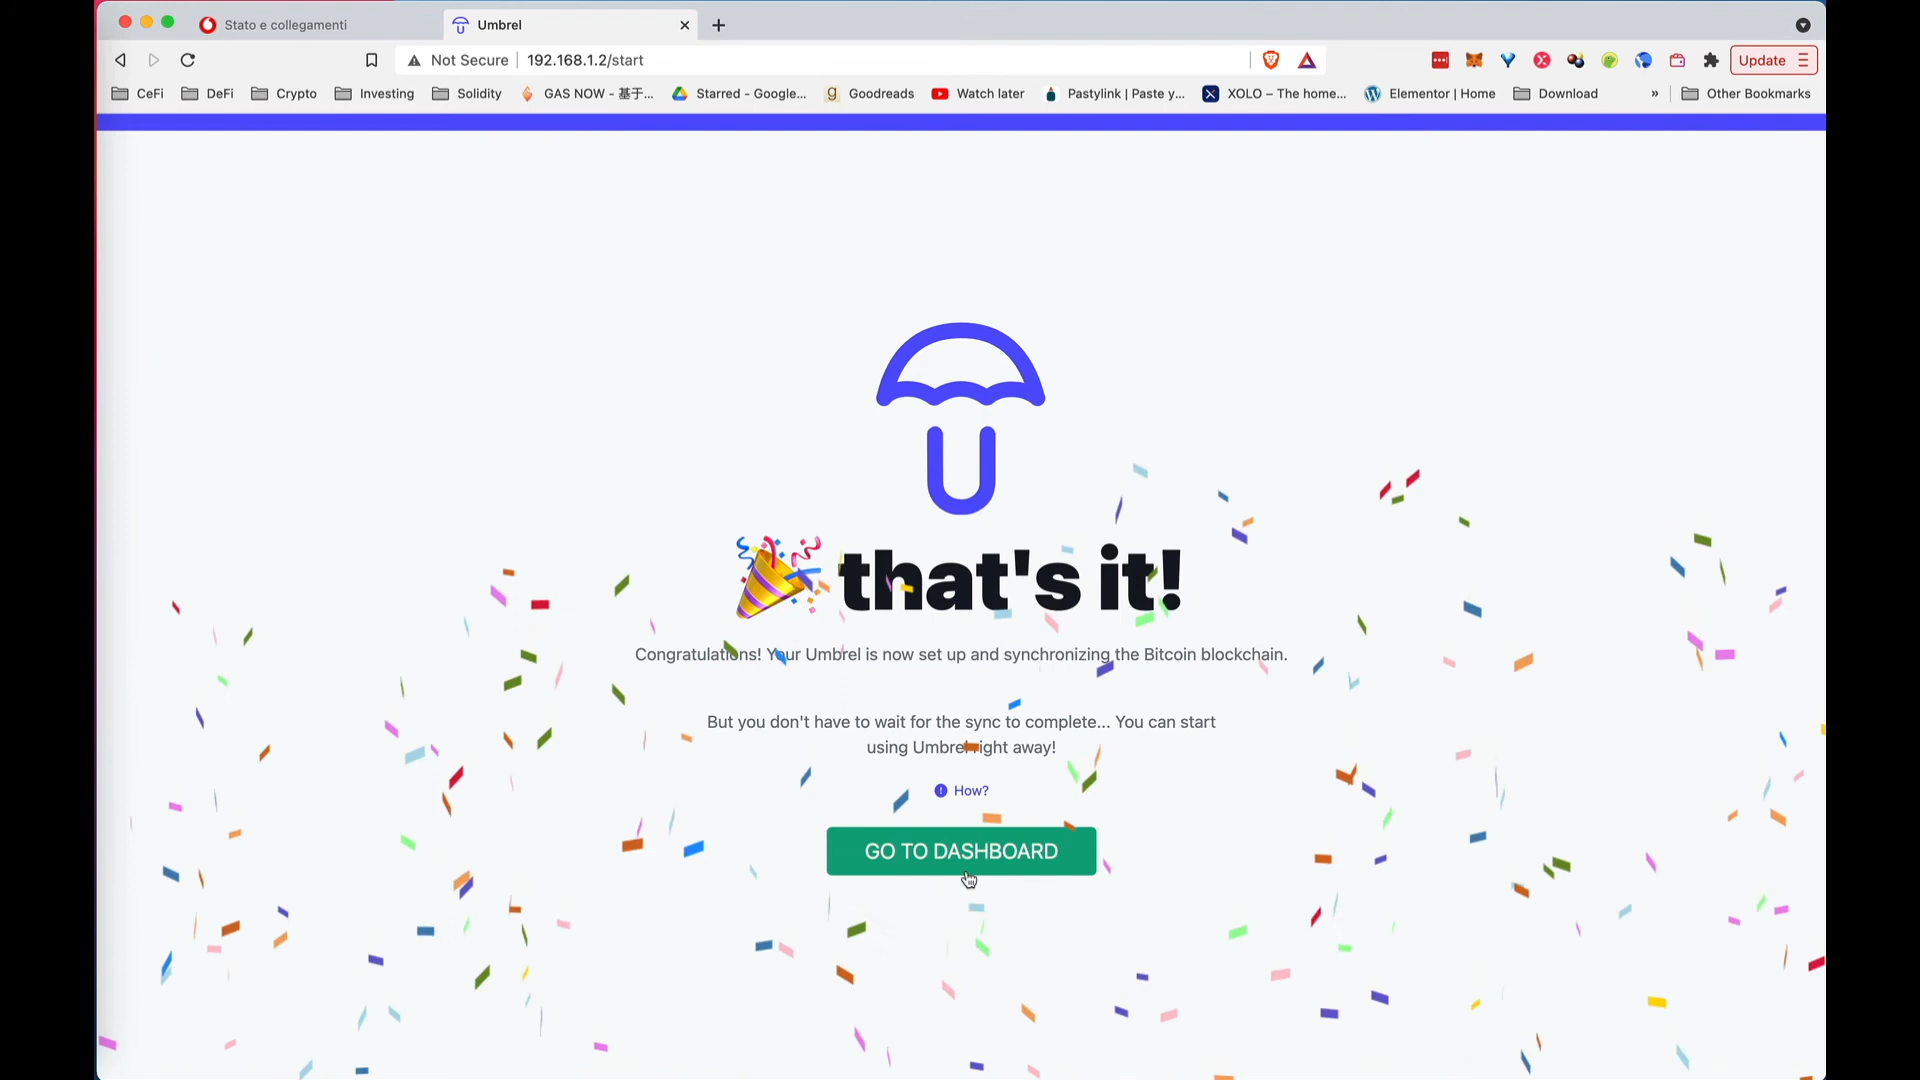 Stato e collegamenti
Umbrel
Not Secure
192.168.1.2/start
Update
CeFi
DeFi
Crypto
Investing
Solidity
GAS NOW - 基于...
Starred - Google...
Goodreads
Watch later
Pastylink | Paste y...
XOLO – The home...
Elementor | Home
Download
»
Other Bookmarks
that's it!
Congratulations! Your Umbrel is now set up and synchronizing the Bitcoin blockchain.
But you don't have to wait for the sync to complete... You can start
using Umbrel right away!
How?
GO TO DASHBOARD